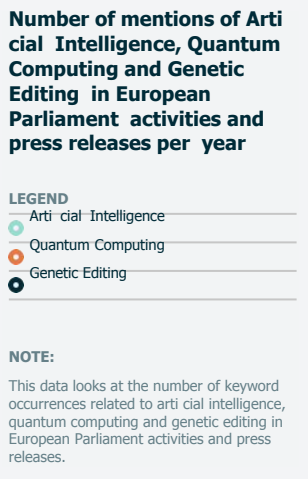 Number of mentions of Arti
cial Intelligence, Quantum
Computing and Genetic
Editing in European
Parliament activities and
press releases per year
LEGEND
Arti cial Intelligence
Quantum Computing
Genetic Editing
NOTE:
This data looks at the number of keyword
occurrences related to arti cial intelligence,
quantum computing and genetic editing in
European Parliament activities and press
releases.